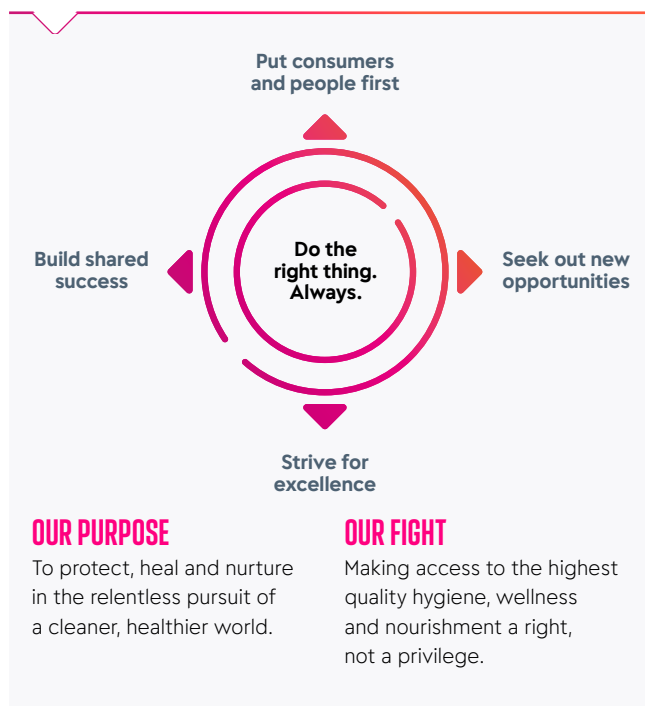 Put consumers
and people first
Build shared
success
Do the
right thing.
Always.
Seek out new
opportunities
Strive for
excellence
OUR PURPOSE
To protect, heal and nurture
in the relentless pursuit of
a cleaner, healthier world.
OUR FIGHT
Making access to the highest
quality hygiene, wellness
and nourishment a right,
not a privilege.